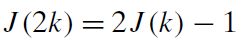 J(2k) = 2J(k) − 1